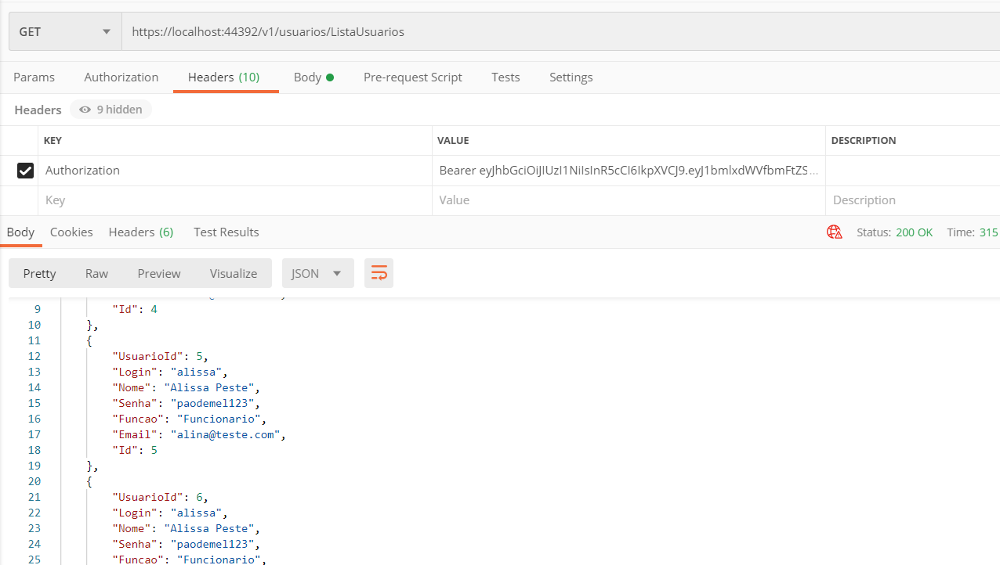 GET https://localhost:44392/v1/usuarios/ListaUsuarios
Params Authorization Headers (10) Body Pre-request Script Tests Settings
Headers 9 hidden
KEY VALUE DESCRIPTION
Authorization Bearer eyJhbGciOiJIUzI1NiIsInR5cCI6IkpXVCJ9.eyJ1bmlxdWVfbmFtZS...
Key Value Description
Body Cookies Headers (6) Test Results Status: 200 OK Time: 315
Pretty Raw Preview Visualize JSON
9 "Id": 4
10 },
11 {
12 "UsuarioId": 5,
13 "Login": "alissa",
14 "Nome": "Alissa Peste",
15 "Senha": "paodemel123",
16 "Funcao": "Funcionario",
17 "Email": "alina@teste.com",
18 "Id": 5
19 },
20 {
21 "UsuarioId": 6,
22 "Login": "alissa",
23 "Nome": "Alissa Peste",
24 "Senha": "paodemel123",
25 "Funcao": "Funcionario",